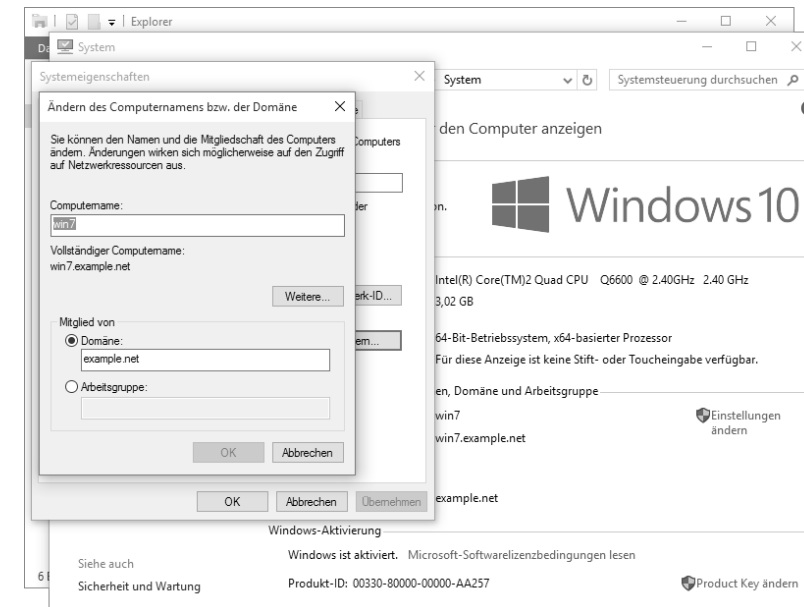 Explorer
System
Systemeigenschaften
System
Systemsteuerung durchsuchen
Ändern des Computernamens bzw. der Domäne
den Computer anzeigen
Sie können den Namen und die Mitgliedschaft des Computers
ändern. Änderungen wirken sich möglicherweise auf den Zugriff
auf Netzwerkressourcen aus.
Computers
Computername:
win7
Windows 10
Vollständiger Computername:
win7.example.net
Weitere...
Intel(R) Core(TM)2 Quad CPU Q6600 @ 2.40GHz 2.40 GHz
3,02 GB
Mitglied von
Domäne:
example.net
64-Bit-Betriebssystem, x64-basierter Prozessor
Für diese Anzeige ist keine Stift- oder Toucheingabe verfügbar.
Arbeitsgruppe:
en, Domäne und Arbeitsgruppe
win7
Einstellungen
ändern
win7.example.net
OK
Abbrechen
example.net
OK
Abbrechen
Übernehmen
Windows-Aktivierung
Windows ist aktiviert. Microsoft-Softwarelizenzbedingungen lesen
Siehe auch
Sicherheit und Wartung
Produkt-ID: 00330-80000-00000-AA257
Product Key ändern